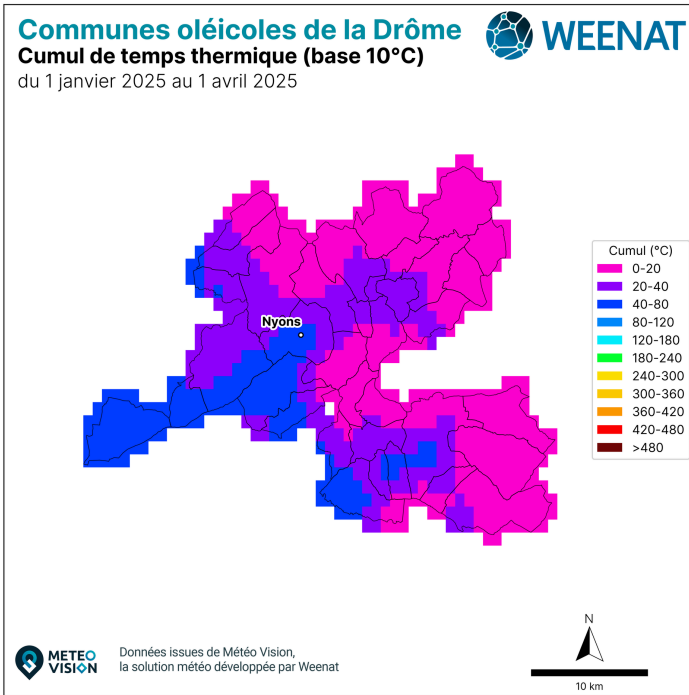 Communes oléicoles de la Drôme
Cumul de temps thermique (base 10°C)
du 1 janvier 2025 au 1 avril 2025
WEENAT
Nyons
Cumul (°C)
0-20
20-40
40-80
80-120
120-180
180-240
240-300
300-360
360-420
420-480
>480
METEO
VISION
Données issues de Météo Vision,
la solution météo développée par Weenat
N
10 km